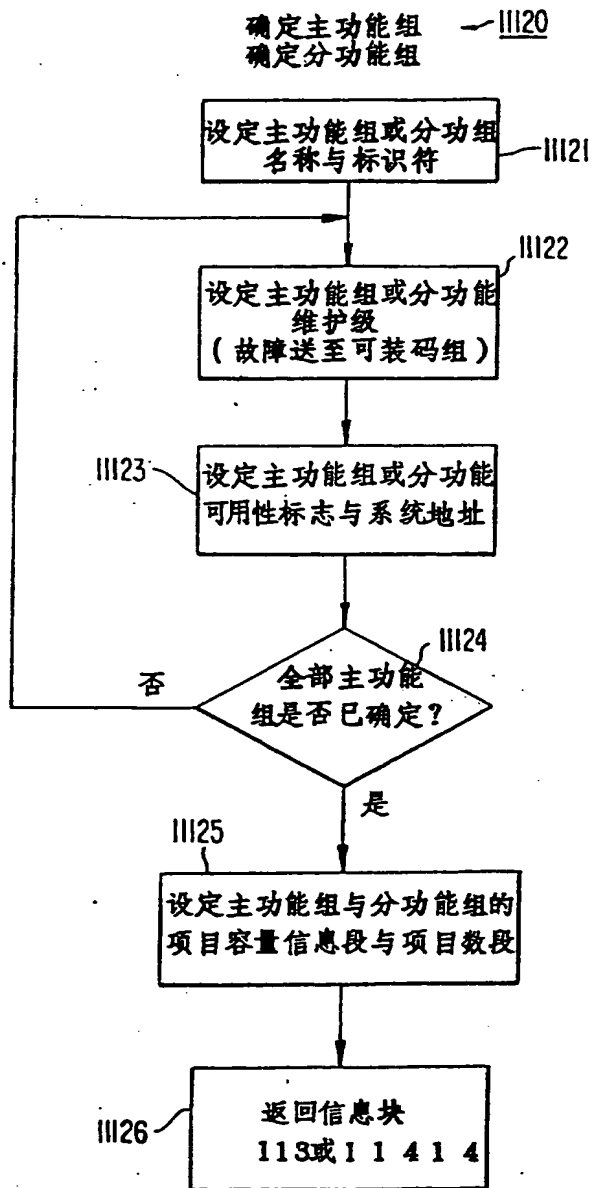 确定主功能组
11120
确定分功能组
设定主功能组或分功组
名称与标识符
11121
11122
设定主功能组或分功能
维护级
(故障送至可装码组)
11123
设定主功能组或分功能
可用性标志与系统地址
11124
全部主功能
组是否已确定?
否
是
11125
设定主功能组与分功能组的
项目容量信息段与项目数段
返回信息块
113或11414
11126